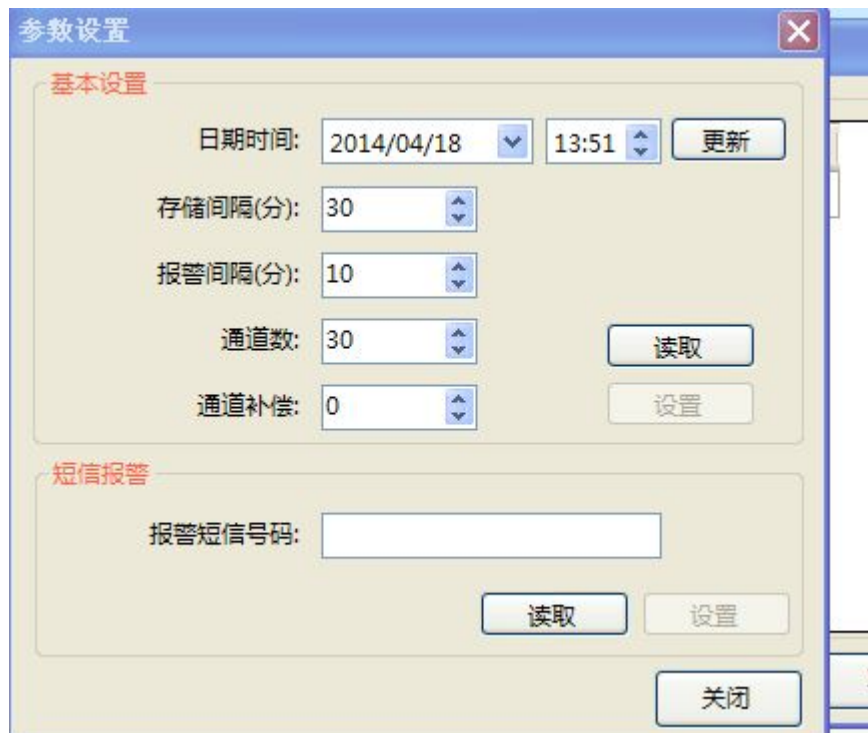 参数设置
基本设置
日期时间: 2014/04/18 13:51 更新
存储间隔(分): 30
报警间隔(分): 10
通道数: 30 读取
通道补偿: 0 设置
短信报警
报警短信号码:
读取 设置
关闭